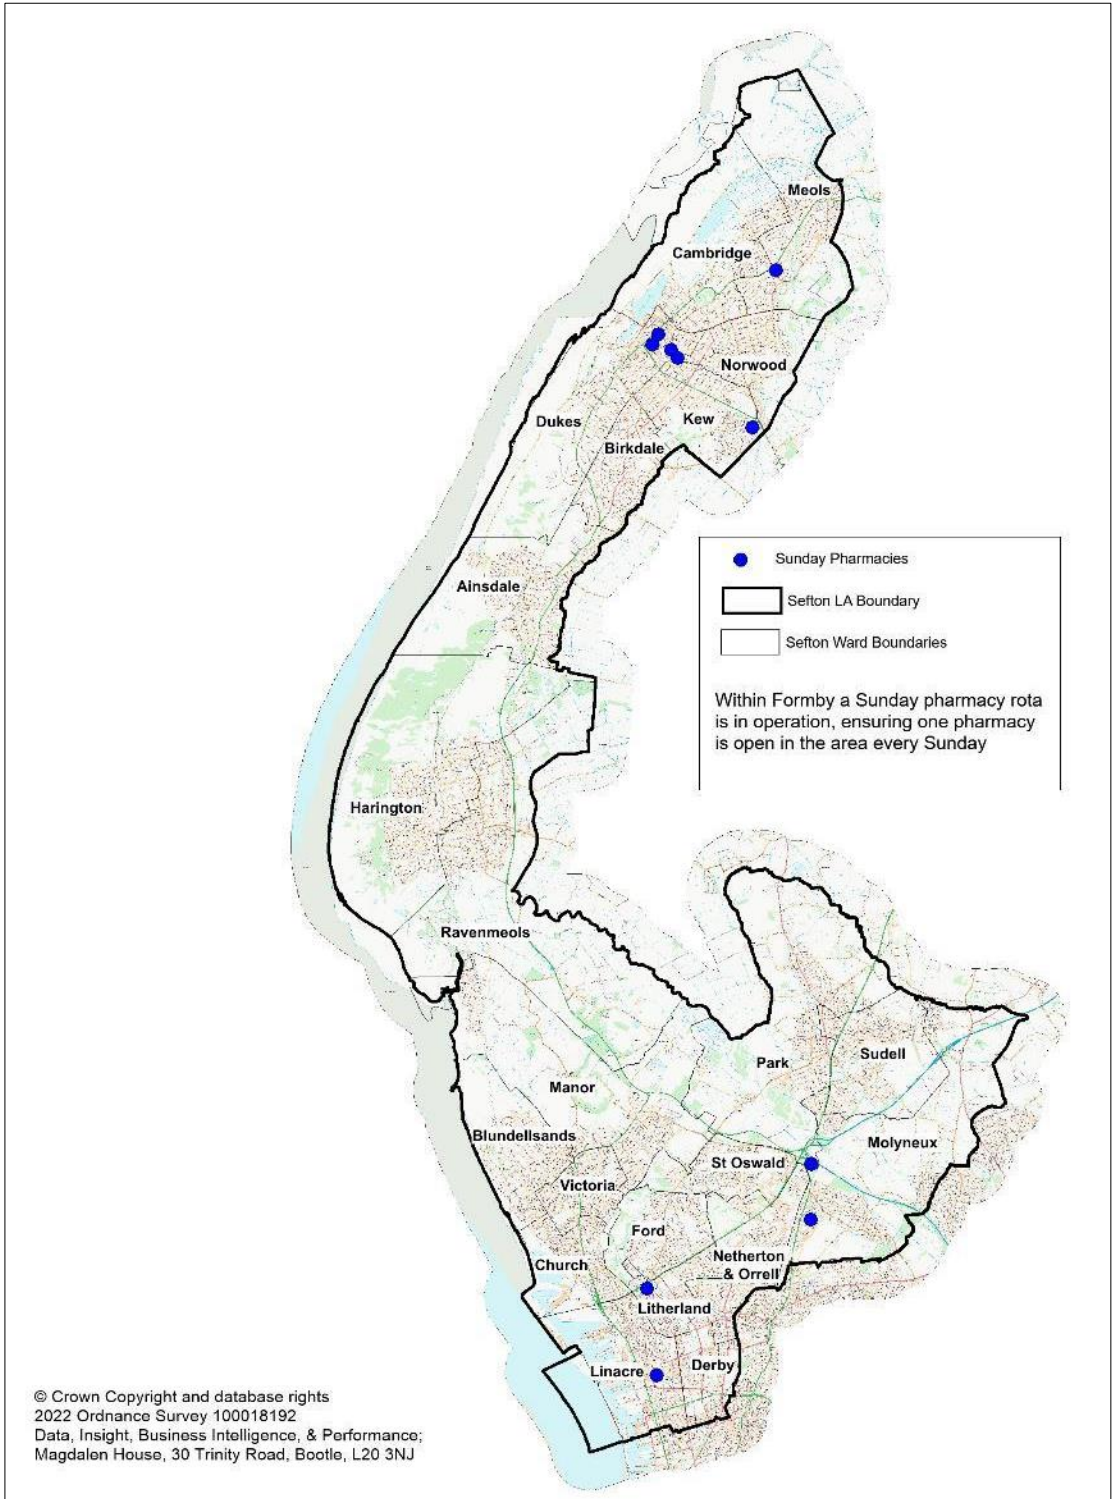 Meols
Cambridge
Norwood
Dukes
Kew
Birkdale
Sunday Pharmacies
Ainsdale
Sefton LA Boundary
Sefton Ward Boundaries
Within Formby a Sunday pharmacy rota
is in operation, ensuring one pharmacy
is open in the area every Sunday
Harington
Ravenmeols
Sudell
Park
Manor
Blundellsands
Molyneux
St Oswald
Victoria
Ford
Netherton
& Orrell
Church
Litherland
Linacre
Derby
© Crown Copyright and database rights
2022 Ordnance Survey 100018192
Data, Insight, Business Intelligence, & Performance;
Magdalen House, 30 Trinity Road, Bootle, L20 3NJ